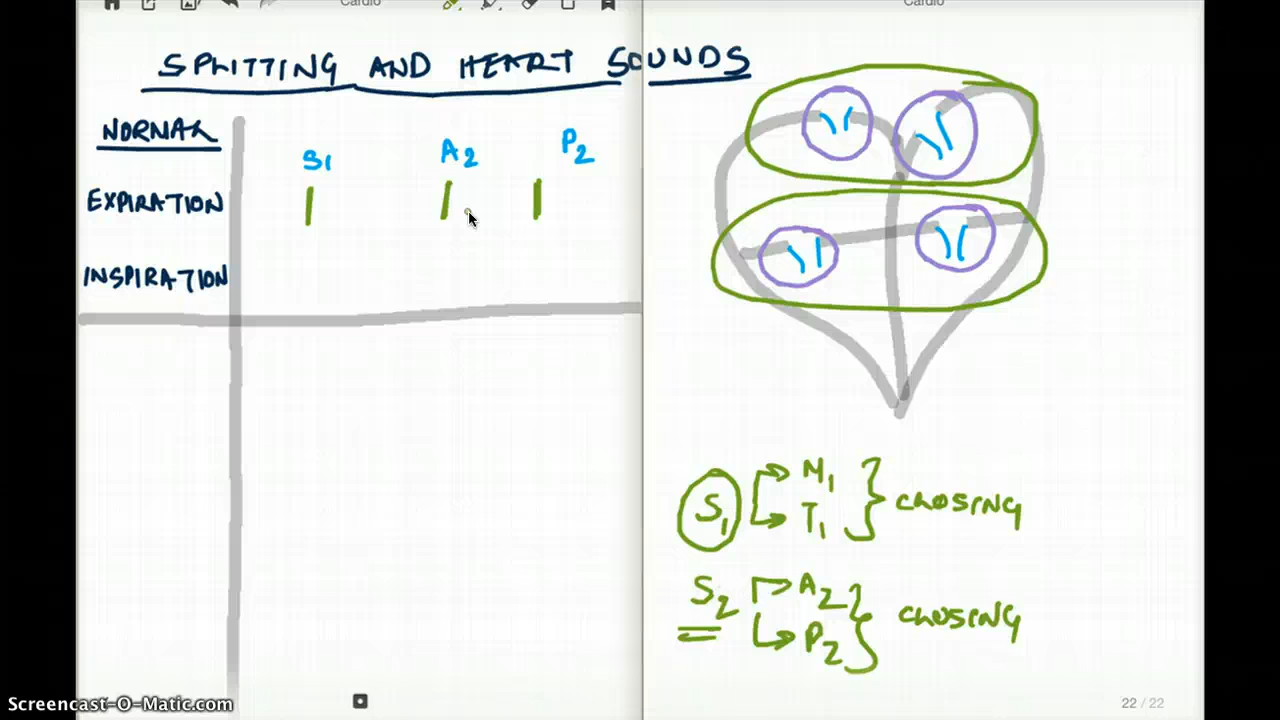 Cardio
Cardio
SPLITTING AND HEART SOUNDS
NORMAL
S1 A2 P2
EXPIRATION
INSPIRATION
S1 M1 T1 CLOSING
S2 A2 P2 CLOSING
22 / 22
Screencast-O-Matic.com